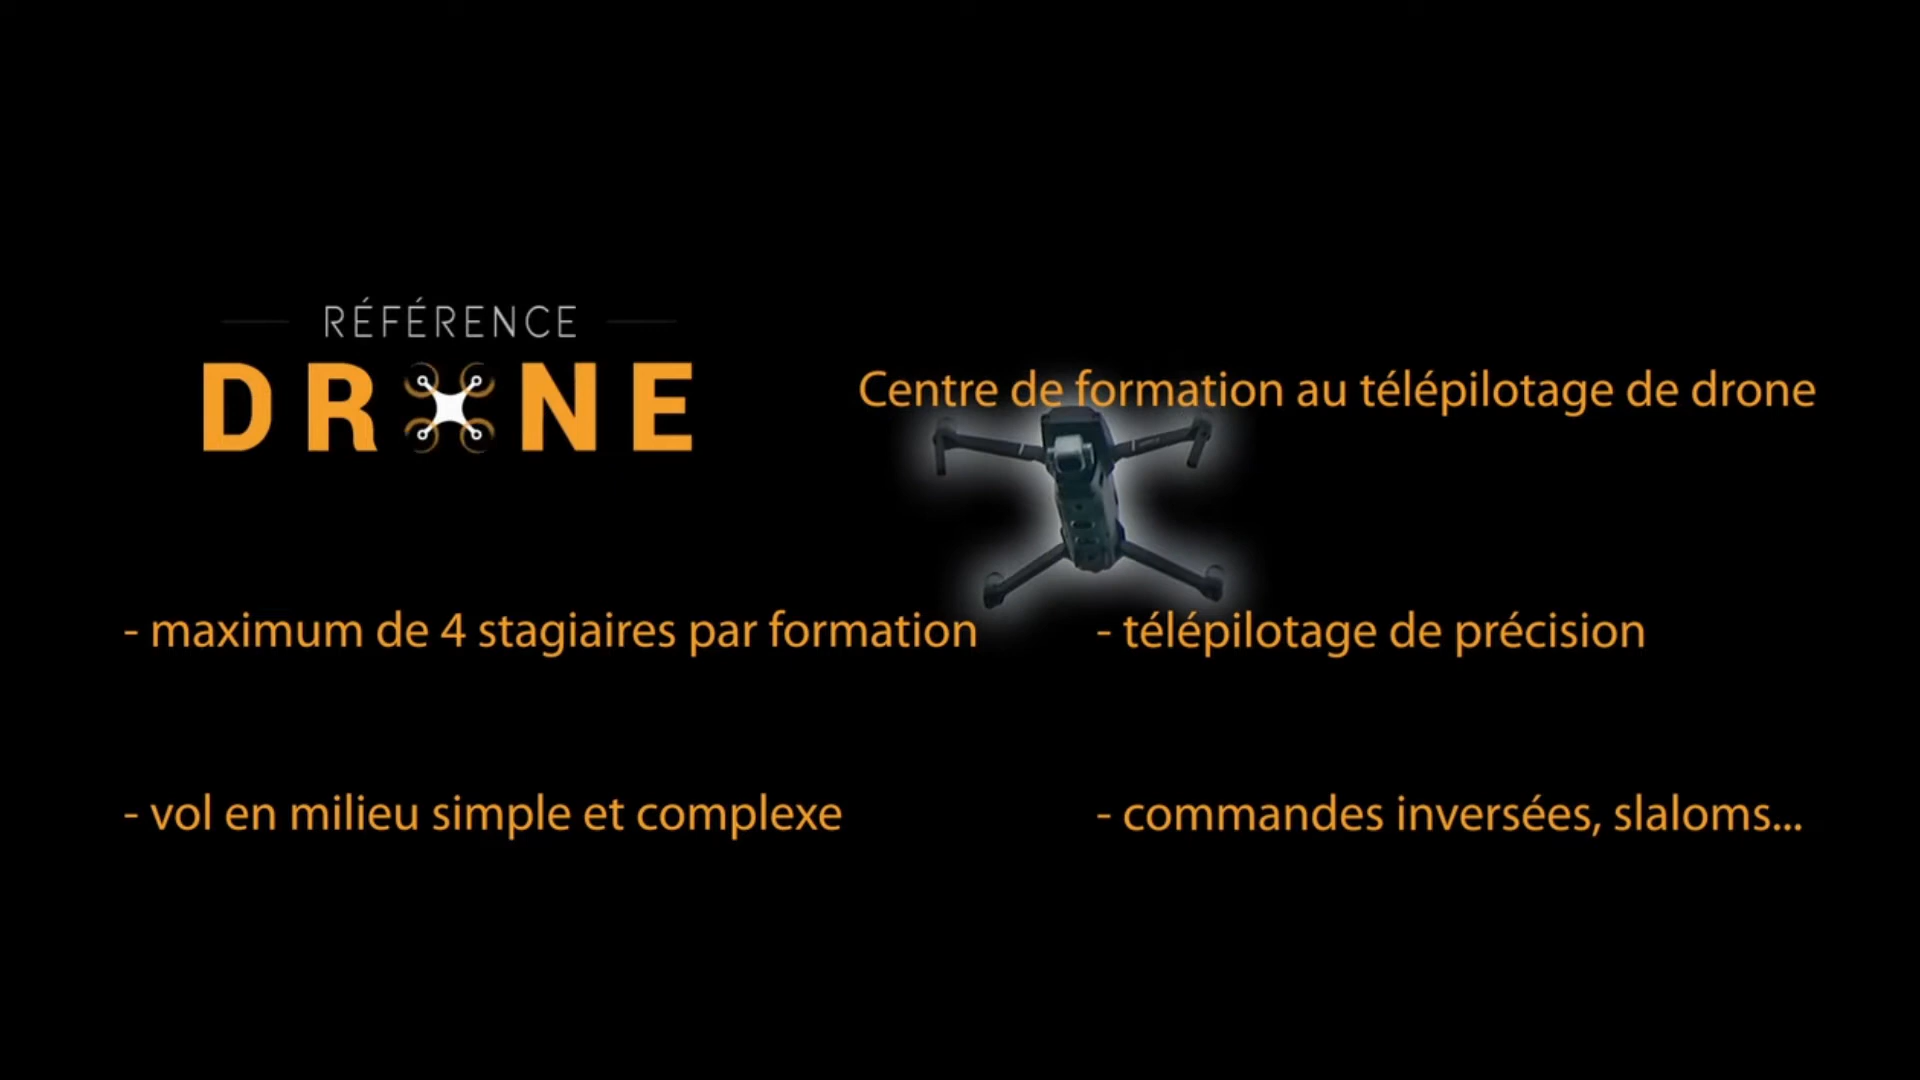 RÉFÉRENCE
DRONE
Centre de formation au télépilotage de drone
- maximum de 4 stagiaires par formation
- télépilotage de précision
- vol en milieu simple et complexe
- commandes inversées, slaloms...